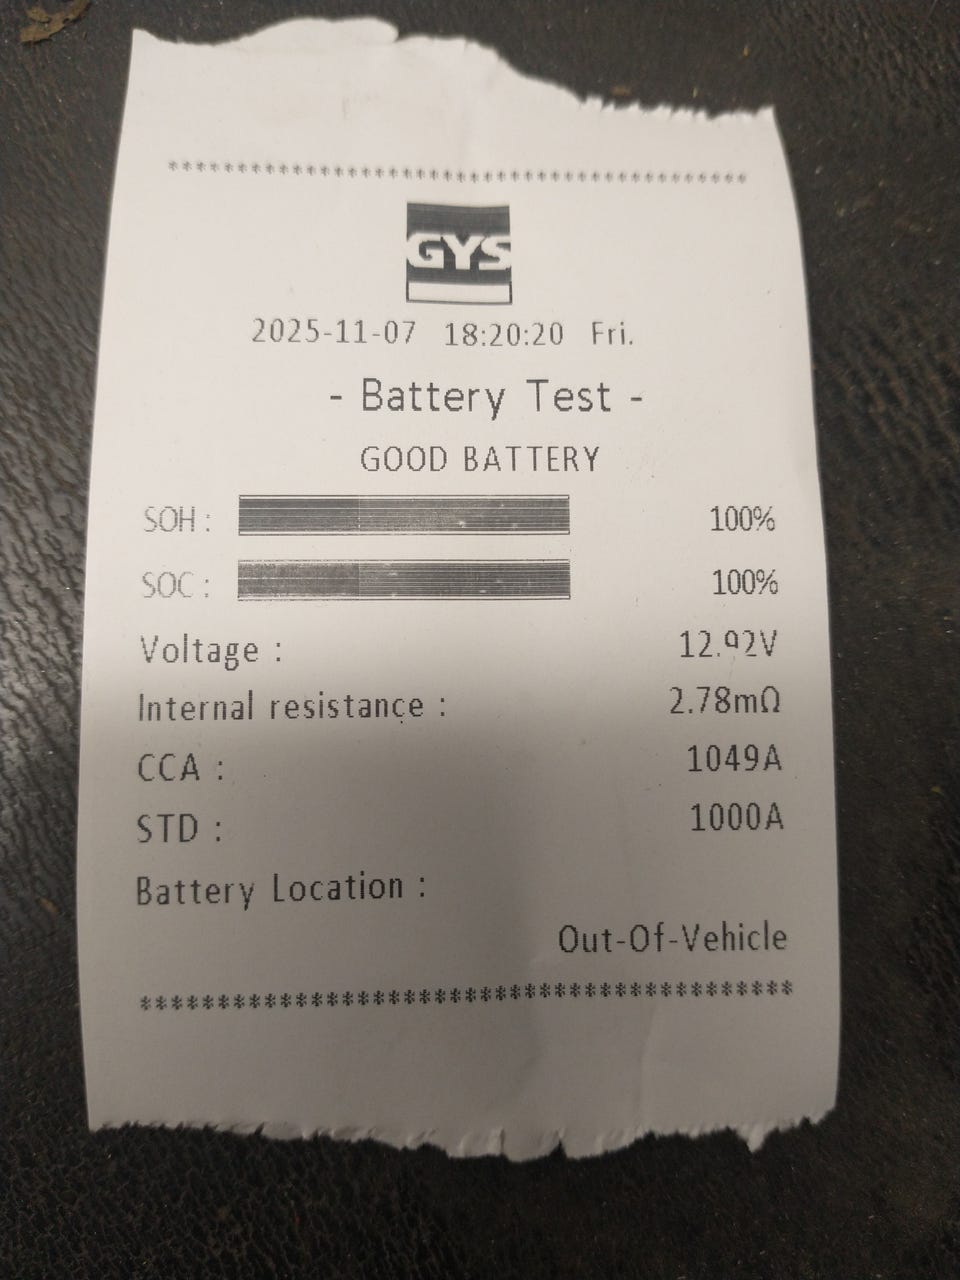 ****************************************
GYS
2025-11-07 18:20:20 Fri.
- Battery Test -
GOOD BATTERY
SOH : 100%
SOC : 100%
Voltage : 12.92V
Internal resistance : 2.78mΩ
CCA : 1049A
STD : 1000A
Battery Location :
Out-Of-Vehicle
****************************************